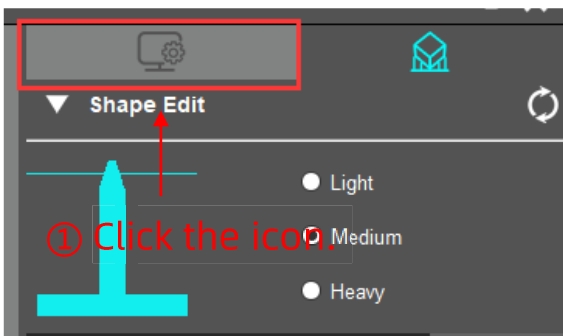 Shape Edit
Light
① Click the icon.
Medium
Heavy